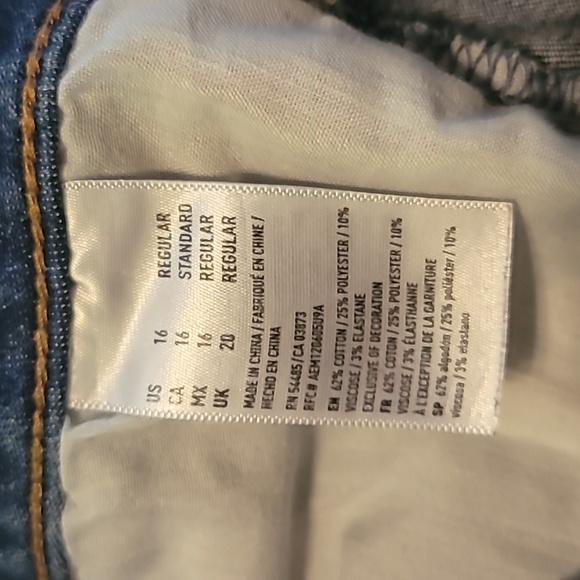 US 16 REGULAR
CA 16 STANDARD
MX 16 REGULAR
UK 20 REGULAR
MADE IN CHINA / FABRIQUÉ EN CHINE /
HECHO EN CHINA
RN 54485/CA 03873
RFC# AEM1206050J9A
EN 62% COTTON / 25% POLYESTER / 10%
VISCOSE / 3% ELASTANE
EXCLUSIVE OF DECORATION
FR 62% COTON / 25% POLYESTER / 10%
VISCOSE / 3% ÉLASTHANNE
À L'EXCEPTION DE LA GARNITURE
SP 62% algodón / 25% poliéster / 10%
viscosa / 3% elastano